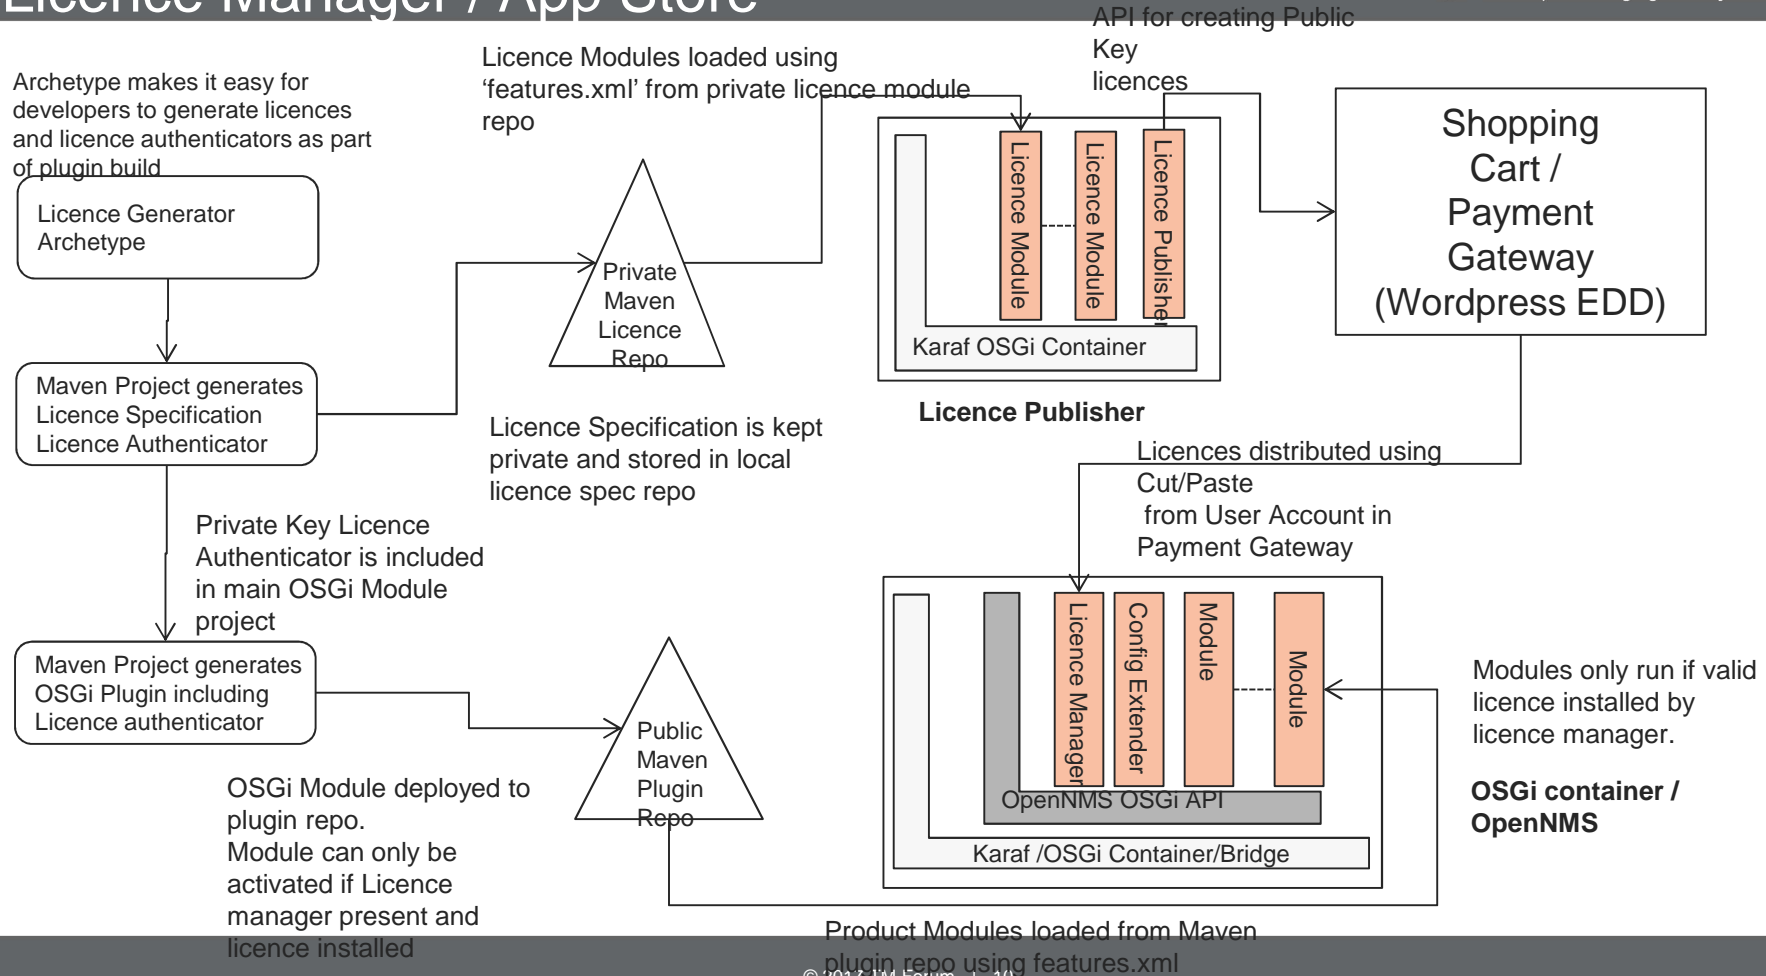 Licence Manager / App Store
API for creating Public
Key
licences
Licence Modules loaded using
‘features.xml’ from private licence module
repo
Archetype makes it easy for
developers to generate licences
and licence authenticators as part
of plugin build
Licence Generator
Archetype
Maven Project generates
Licence Specification
Licence Authenticator
Private
Maven
Licence
Repo
Licence Specification is kept
private and stored in local
licence spec repo
Licence Module
Licence Module
Licence Publisher
Karaf OSGi Container
Licence Publisher
Shopping
Cart /
Payment
Gateway
(Wordpress EDD)
Licences distributed using
Cut/Paste
from User Account in
Payment Gateway
Private Key Licence
Authenticator is included
in main OSGi Module
project
Maven Project generates
OSGi Plugin including
Licence authenticator
Public
Maven
Plugin
Repo
OSGi Module deployed to
plugin repo.
Module can only be
activated if Licence
manager present and
licence installed
Licence Manager
Config Extender
Module
Module
OpenNMS OSGi API
Karaf /OSGi Container/Bridge
Modules only run if valid
licence installed by
licence manager.
OSGi container /
OpenNMS
Product Modules loaded from Maven
plugin repo using features.xml
© 2017 TM Forum | 10